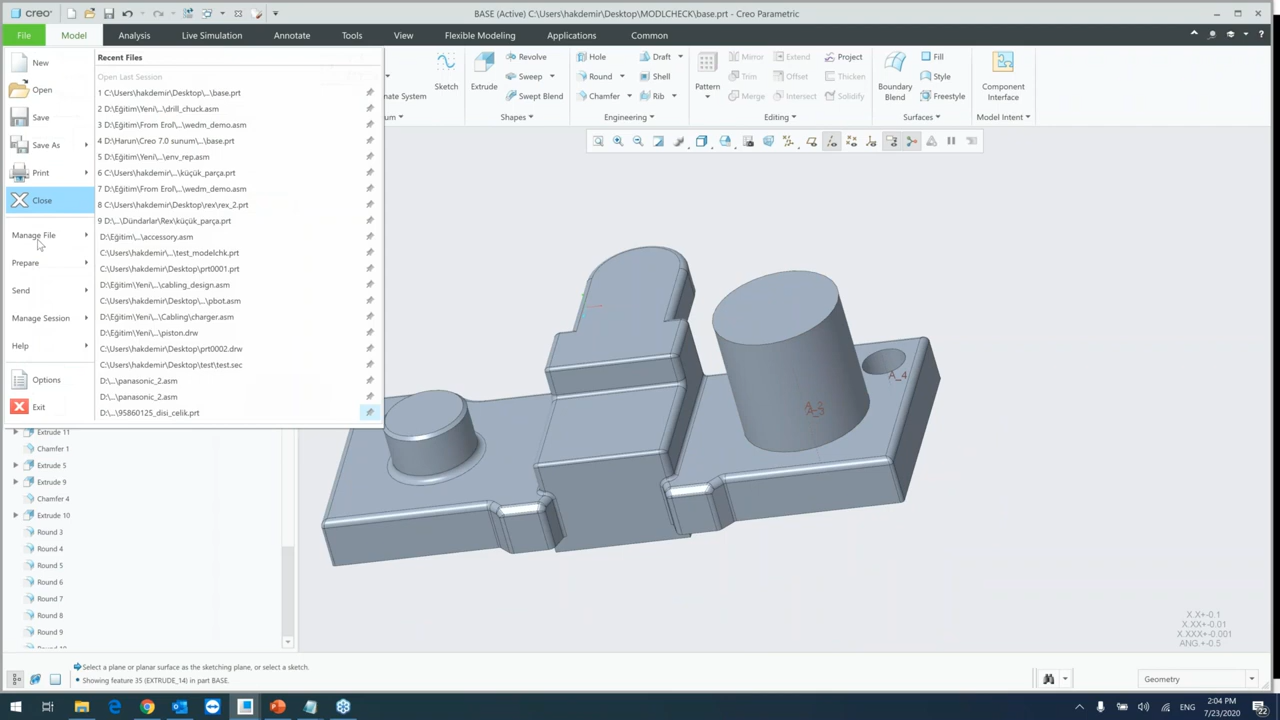 creo
BASE (Active) C:\Users\hakdemir\Desktop\MODLCHECK\base.prt - Creo Parametric
File
Model
Analysis
Live Simulation
Annotate
Tools
View
Flexible Modeling
Applications
Common
New
Open
Save
Save As
Print
Close
Manage File
Prepare
Send
Manage Session
Help
Options
Exit
Recent Files
Open Last Session
1 C:\Users\hakdemir\Desktop\...\base.prt
2 D:\Eğitim\Yeni\...\drill_chuck.asm
3 D:\Eğitim\From Erol\...\wedm_demo.asm
4 D:\Harun\Creo 7.0 sunum\...\base.prt
5 D:\Eğitim\Yeni\...\env_rep.asm
6 C:\Users\hakdemir\...\küçük_parça.prt
7 D:\Eğitim\From Erol\...\wedm_demo.asm
8 C:\Users\hakdemir\Desktop\rex\rex_2.prt
9 D:\...\Dündarlar\Rex\küçük_parça.prt
D:\Eğitim\...\accessory.asm
C:\Users\hakdemir\...\test_modelchk.prt
C:\Users\hakdemir\Desktop\prt0001.prt
D:\Eğitim\Yeni\...\cabling_design.asm
C:\Users\hakdemir\Desktop\...\pbot.asm
D:\Eğitim\Yeni\...\Cabling\charger.asm
D:\Eğitim\Yeni\...\piston.drw
C:\Users\hakdemir\Desktop\prt0002.drw
C:\Users\hakdemir\Desktop\test\test.sec
D:\...\panasonic_2.asm
D:\...\panasonic_2.asm
D:\...\95860125_disi_celik.prt
nate System
um
Sketch
Extrude
Revolve
Sweep
Swept Blend
Shapes
Hole
Round
Chamfer
Draft
Shell
Rib
Engineering
Pattern
Mirror
Trim
Merge
Extend
Offset
Intersect
Project
Thicken
Solidify
Editing
Boundary
Blend
Fill
Style
Freestyle
Surfaces
Component
Interface
Model Intent
A_4
Extrude 11
Chamfer 1
Extrude 5
Extrude 9
Chamfer 4
Extrude 10
Round 3
Round 4
Round 5
Round 6
Round 7
Round 8
Round 9
X.X+-0.1
X.XX+-0.01
X.XXX+-0.001
ANG.+-0.5
Select a plane or planar surface as the sketching plane, or select a sketch.
Showing feature 35 (EXTRUDE_14) in part BASE.
Geometry
ENG
2:04 PM
7/23/2020
22